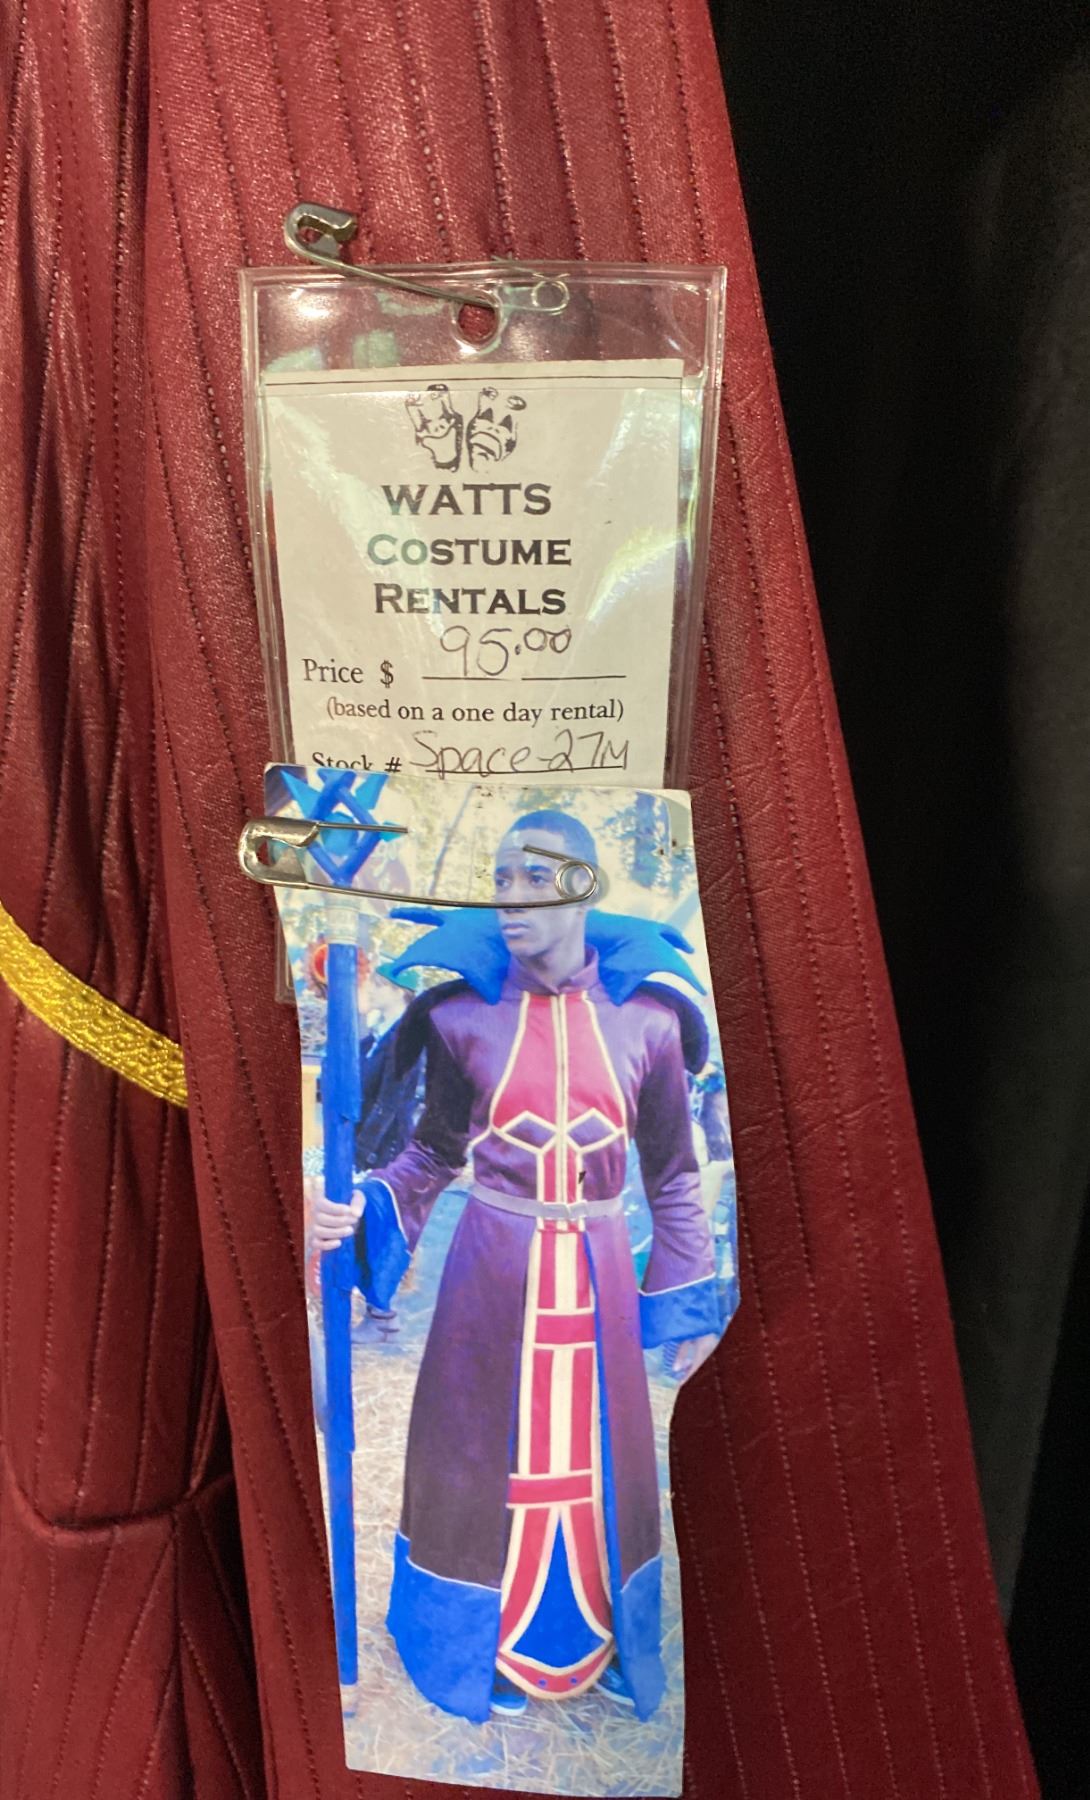 WATTS
COSTUME
RENTALS
Price $ 95.00
(based on a one day rental)
Stock # Space-27M